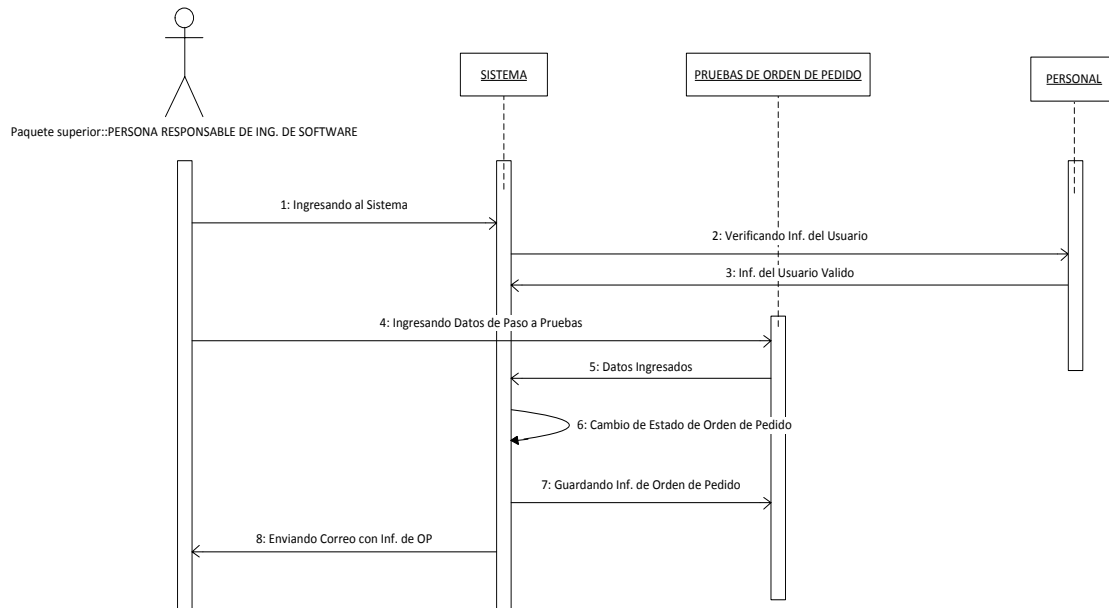 SISTEMA
PRUEBAS DE ORDEN DE PEDIDO
PERSONAL
Paquete superior::PERSONA RESPONSABLE DE ING. DE SOFTWARE
1: Ingresando al Sistema
2: Verificando Inf. del Usuario
3: Inf. del Usuario Valido
4: Ingresando Datos de Paso a Pruebas
5: Datos Ingresados
6: Cambio de Estado de Orden de Pedido
7: Guardando Inf. de Orden de Pedido
8: Enviando Correo con Inf. de OP